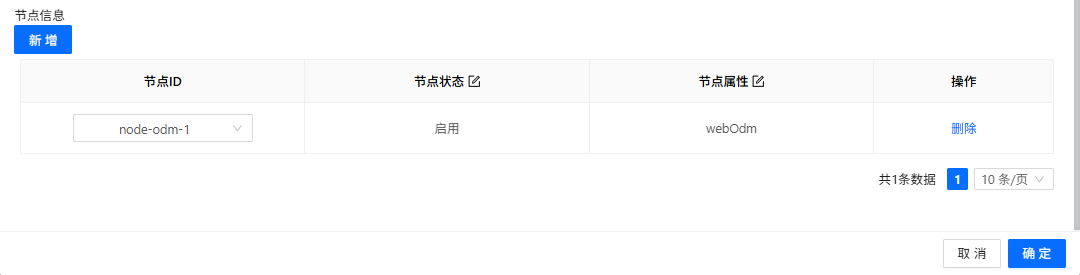 节点信息
新 增
节点ID 节点状态 节点属性 操作
node-odm-1 启用 webOdm 删除
共1条数据 1 10 条/页
取 消 确 定